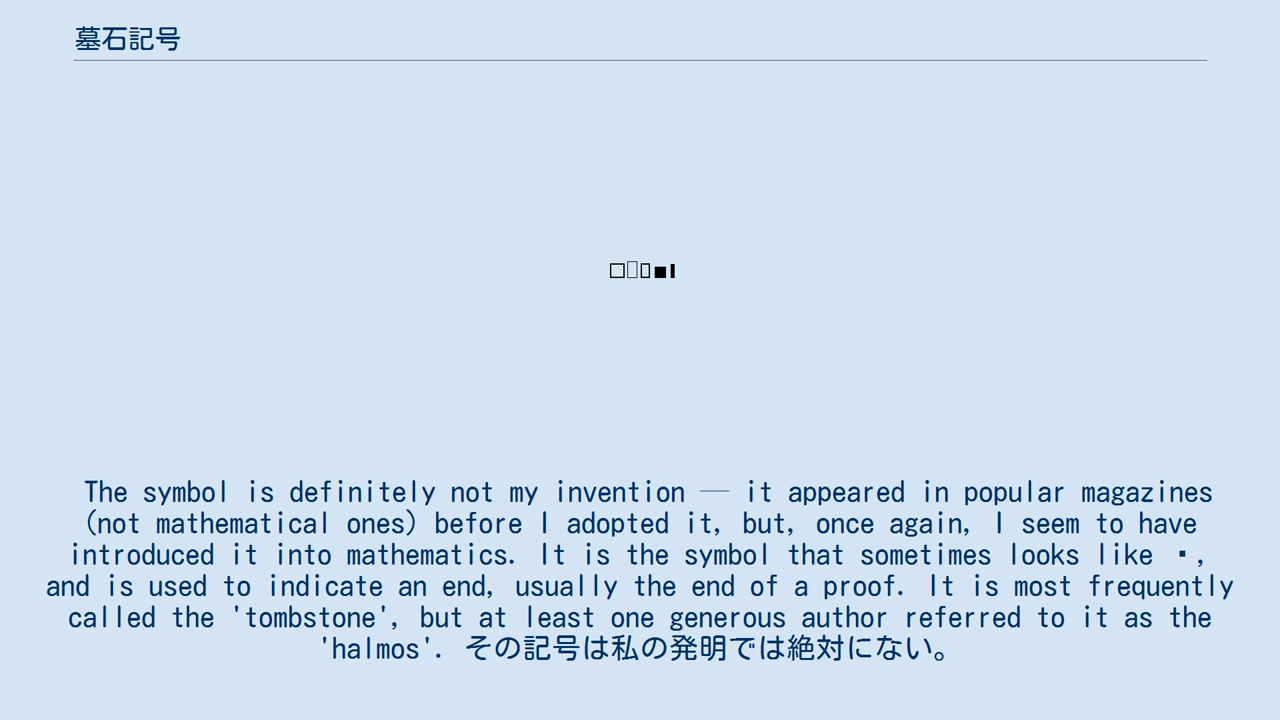 墓石記号
□▯▯■▮
The symbol is definitely not my invention — it appeared in popular magazines
(not mathematical ones) before I adopted it, but, once again, I seem to have
introduced it into mathematics. It is the symbol that sometimes looks like ▪,
and is used to indicate an end, usually the end of a proof. It is most frequently
called the 'tombstone', but at least one generous author referred to it as the
'halmos'. その記号は私の発明では絶対にない。